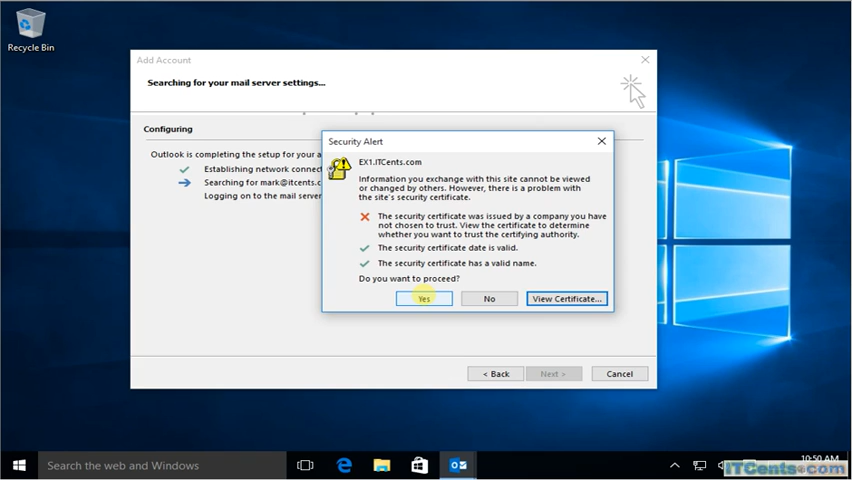 Recycle Bin
Add Account
Searching for your mail server settings...
Configuring
Outlook is completing the setup for your a
Establishing network connect
Searching for mark@itcents.c
Logging on to the mail server
Security Alert
EX1.ITCents.com
Information you exchange with this site cannot be viewed
or changed by others. However, there is a problem with
the site's security certificate.
The security certificate was issued by a company you have
not chosen to trust. View the certificate to determine
whether you want to trust the certifying authority.
The security certificate date is valid.
The security certificate has a valid name.
Do you want to proceed?
Yes
No
View Certificate...
< Back
Next >
Cancel
Search the web and Windows
10:50 AM
ITCents.com